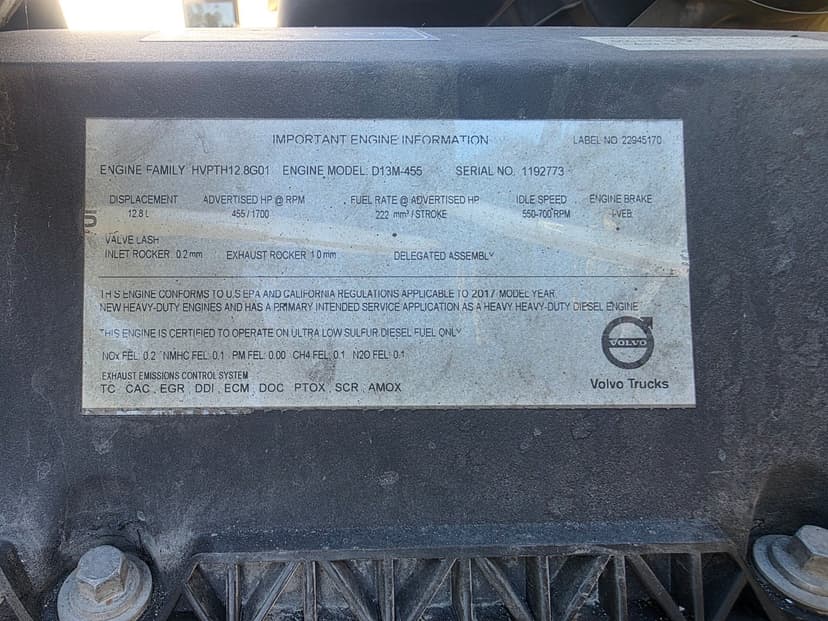 IMPORTANT ENGINE INFORMATION LABEL NO 22945170
ENGINE FAMILY HVPTH12.8G01 ENGINE MODEL: D13M-455 SERIAL NO. 1192773
DISPLACEMENT ADVERTISED HP @ RPM FUEL RATE @ ADVERTISED HP IDLE SPEED ENGINE BRAKE
12.8 L 455 / 1700 222 mm³ / STROKE 550-700 RPM I-VEB
VALVE LASH
INLET ROCKER 0.2 mm EXHAUST ROCKER 1.0 mm DELEGATED ASSEMBLY
THIS ENGINE CONFORMS TO U.S EPA AND CALIFORNIA REGULATIONS APPLICABLE TO 2017 MODEL YEAR
NEW HEAVY-DUTY ENGINES AND HAS A PRIMARY INTENDED SERVICE APPLICATION AS A HEAVY HEAVY-DUTY DIESEL ENGINE
THIS ENGINE IS CERTIFIED TO OPERATE ON ULTRA LOW SULFUR DIESEL FUEL ONLY
NOx FEL: 0.2 NMHC FEL: 0.1 PM FEL: 0.00 CH4 FEL: 0.1 N2O FEL: 0.1
EXHAUST EMISSIONS CONTROL SYSTEM
TC , CAC , EGR , DDI , ECM , DOC , PTOX , SCR , AMOX
VOLVO
Volvo Trucks